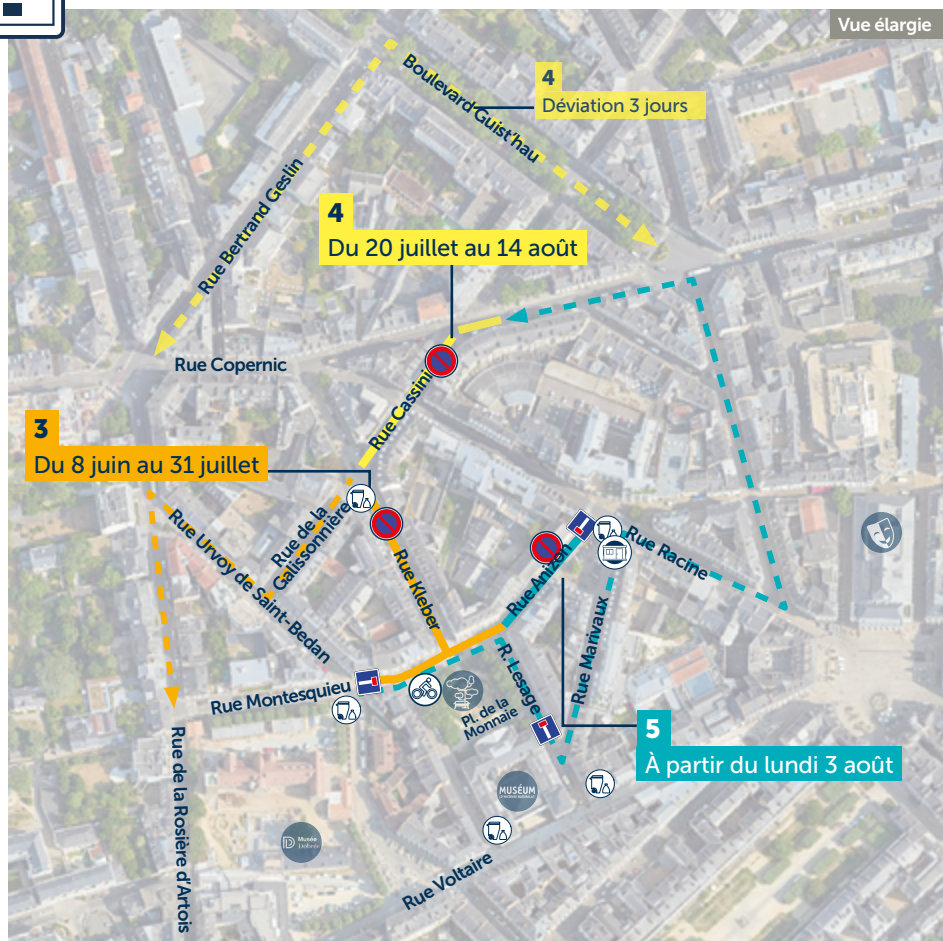 Vue élargie
Boulevard Guist'hau
4
Déviation 3 jours
Rue Bertrand Geslin
4
Du 20 juillet au 14 août
Rue Copernic
Rue Cassini
3
Du 8 juin au 31 juillet
Rue Urvoy de Saint-Bedan
Rue de la
Galissonnière
Rue Kleber
Rue Anizon
Rue Racine
Rue Marivaux
R. Lesage
Rue Montesquieu
Pl. de la
Monnaie
5
À partir du lundi 3 août
MUSÉUM
Rue de la Rosière d'Artois
D Musée
Dobrée
Rue Voltaire